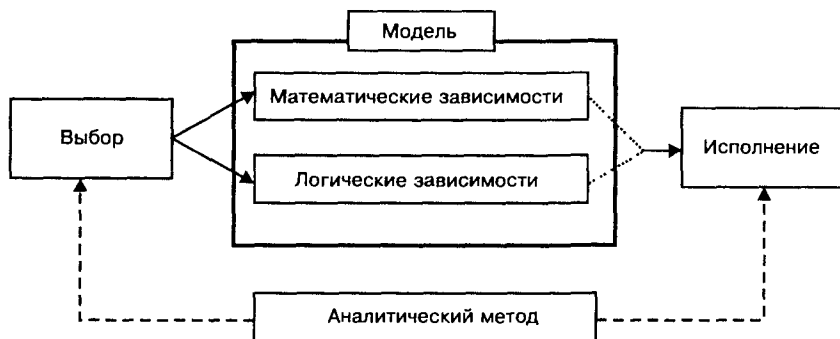 Модель
Математические зависимости
Выбор
Исполнение
Логические зависимости
Аналитический метод